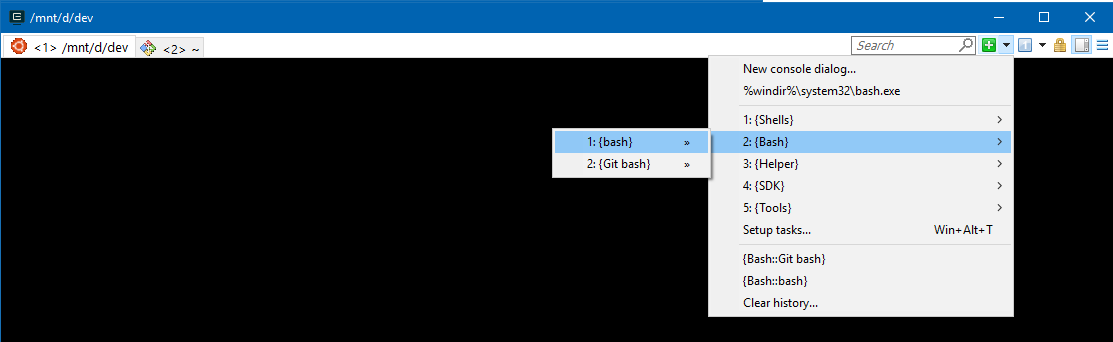 /mnt/d/dev
<1> /mnt/d/dev <2> ~ Search
New console dialog...
%windir%\system32\bash.exe
1: {Shells}
2: {Bash}
1: {bash} »
2: {Git bash} »
3: {Helper}
4: {SDK}
5: {Tools}
Setup tasks... Win+Alt+T
{Bash::Git bash}
{Bash::bash}
Clear history...